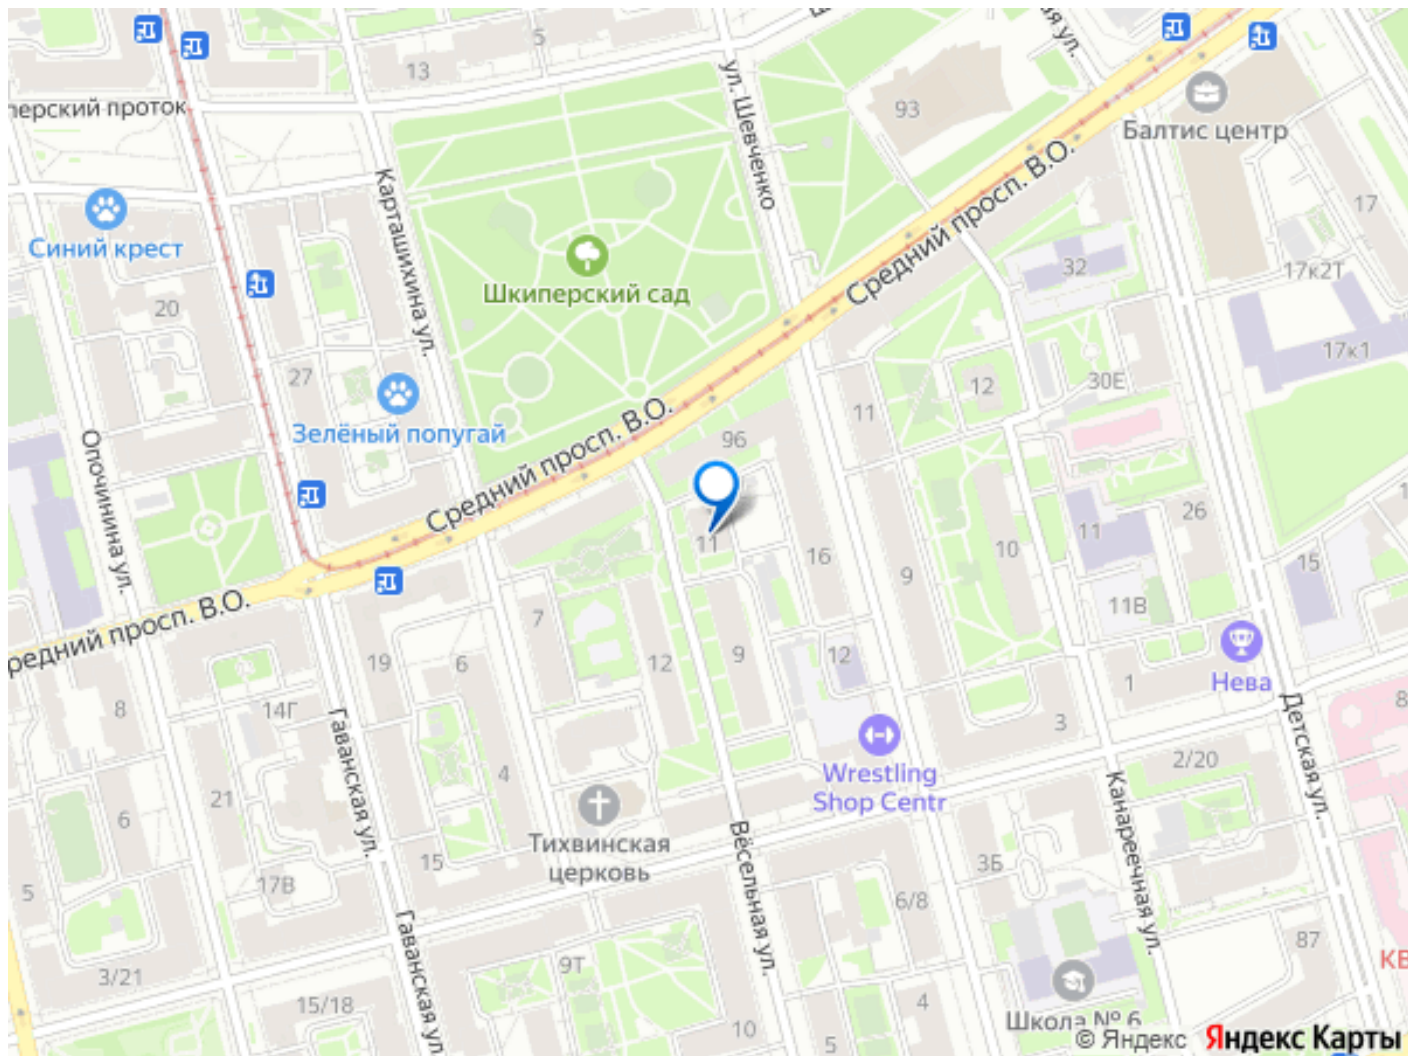 5
13
ул. Шевченко
93
Балтис центр
перский проток
Карташихина ул.
Средний просп. В.О.
17
Синий крест
32
17к2Т
Шкиперский сад
20
17к1
27
30Е
12
11
Зелёный попугай
Средний просп. В.О.
96
Опочинина ул.
26
11
11
16
10
9
15
11В
редний просп. В.О.
7
19
6
12
9
12
Нева
1
8
14Г
8
3
Гаванская ул.
Детская ул.
2/20
4
Wrestling
Shop Centr
21
6
Тихвинская
церковь
Вёсельная ул.
Канареечная ул.
15
3Б
17В
5
6/8
Гаванская ул.
87
КВ
9Т
3/21
15/18
4
10
5
Школа № 6
© Яндекс
Яндекс Карты